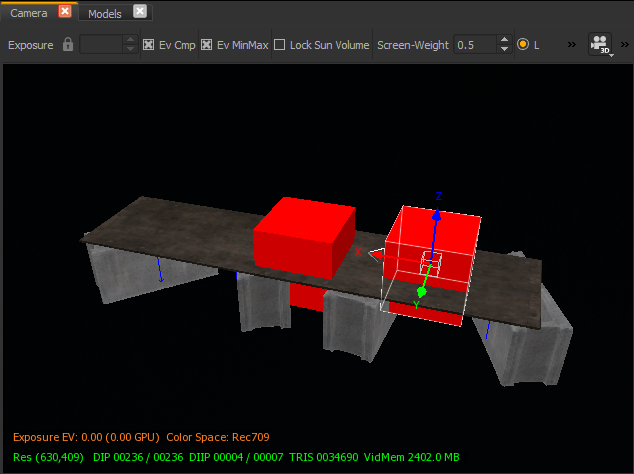 Camera Models
Exposure Ev Cmp Ev MinMax Lock Sun Volume Screen-Weight 0.5 L » 3D »
Z
X
Y
Exposure EV: 0.00 (0.00 GPU) Color Space: Rec709
Res (630,409) DIP 00236 / 00236 DIIP 00004 / 00007 TRIS 0034690 VidMem 2402.0 MB